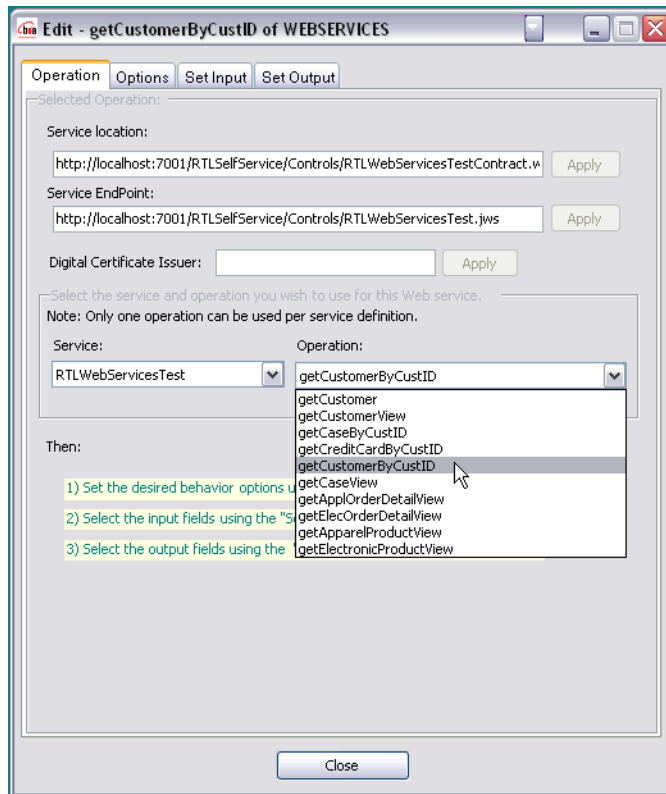 Edit - getCustomerByCustID of WEBSERVICES
Operation Options Set Input Set Output
Selected Operation:
Service location:
http://localhost:7001/RTLSelfService/Controls/RTLWebServicesTestContract.w Apply
Service EndPoint:
http://localhost:7001/RTLSelfService/Controls/RTLWebServicesTest.jws Apply
Digital Certificate Issuer: Apply
Select the service and operation you wish to use for this Web service.
Note: Only one operation can be used per service definition.
Service: Operation:
RTLWebServicesTest getCustomerByCustID
getCustomer
getCustomerView
getCaseByCustID
getCreditCardByCustID
getCustomerByCustID
getCaseView
getApplOrderDetailView
getElecOrderDetailView
getApparelProductView
getElectronicProductView
Then:
1) Set the desired behavior options u
2) Select the input fields using the "S
3) Select the output fields using the "
Close